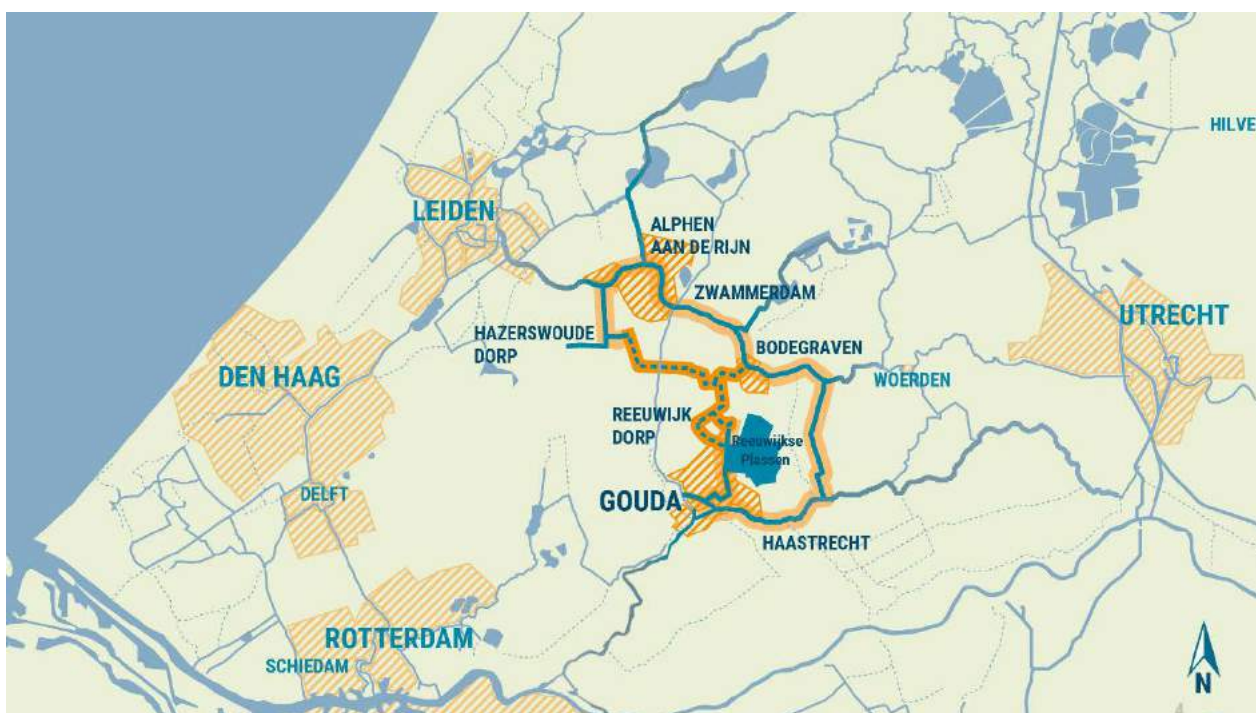 HILVE
LEIDEN
ALPHEN
AAN DE RIJN
ZWAMMERDAM
UTRECHT
HAZERSWOUDE
DORP
BODEGRAVEN
DEN HAAG
WOERDEN
REEUWIJK
DORP
Reeuwijkse
Plassen
DELFT
GOUDA
HAASTRECHT
ROTTERDAM
SCHIEDAM
N